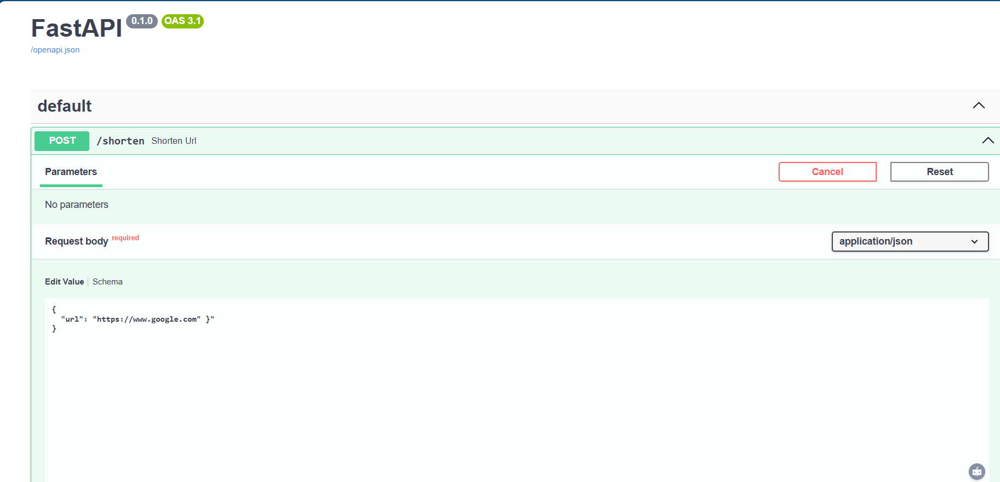 FastAPI 0.1.0 OAS 3.1
/openapi.json
default
POST /shorten Shorten Url
Parameters Cancel Reset
No parameters
Request body required application/json
Edit Value Schema
{
  "url": "https://www.google.com" }"
}